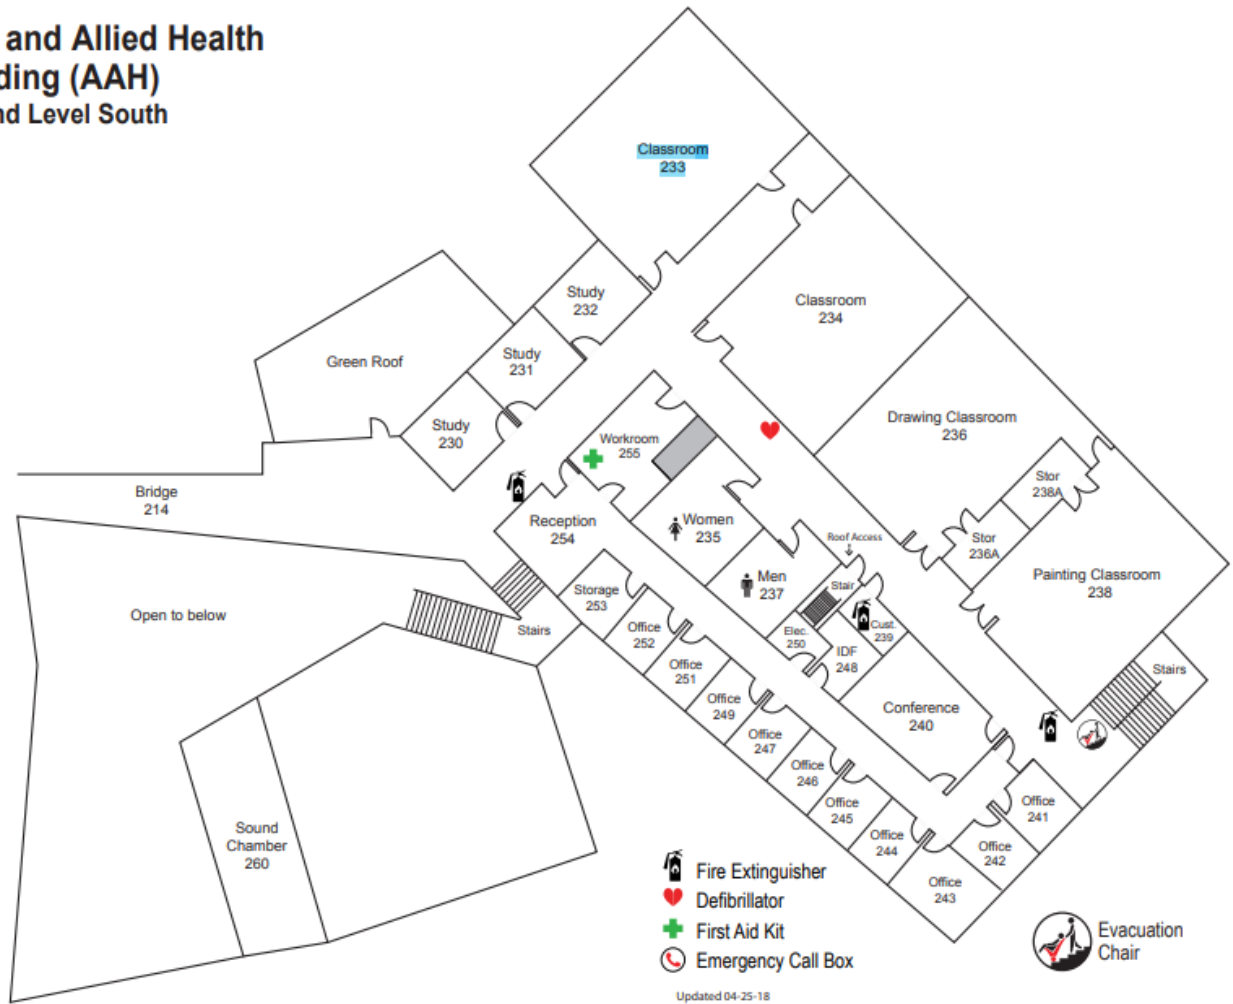 and Allied Health
ding (AAH)
nd Level South
Classroom
233
Study
232
Classroom
234
Study
231
Green Roof
Study
230
Drawing Classroom
236
Workroom
255
Stor
238A
Bridge
214
Reception
254
Women
235
Roof Access
Stor
236A
Painting Classroom
238
Men
237
Stair
Storage
253
Open to below
Stairs
Office
252
Elec.
250
Cust.
239
IDF
248
Office
251
Stairs
Office
249
Conference
240
Office
247
Office
246
Office
245
Office
241
Office
244
Office
242
Sound
Chamber
260
Office
243
Fire Extinguisher
Defibrillator
First Aid Kit
Emergency Call Box
Evacuation
Chair
Updated 04-25-18